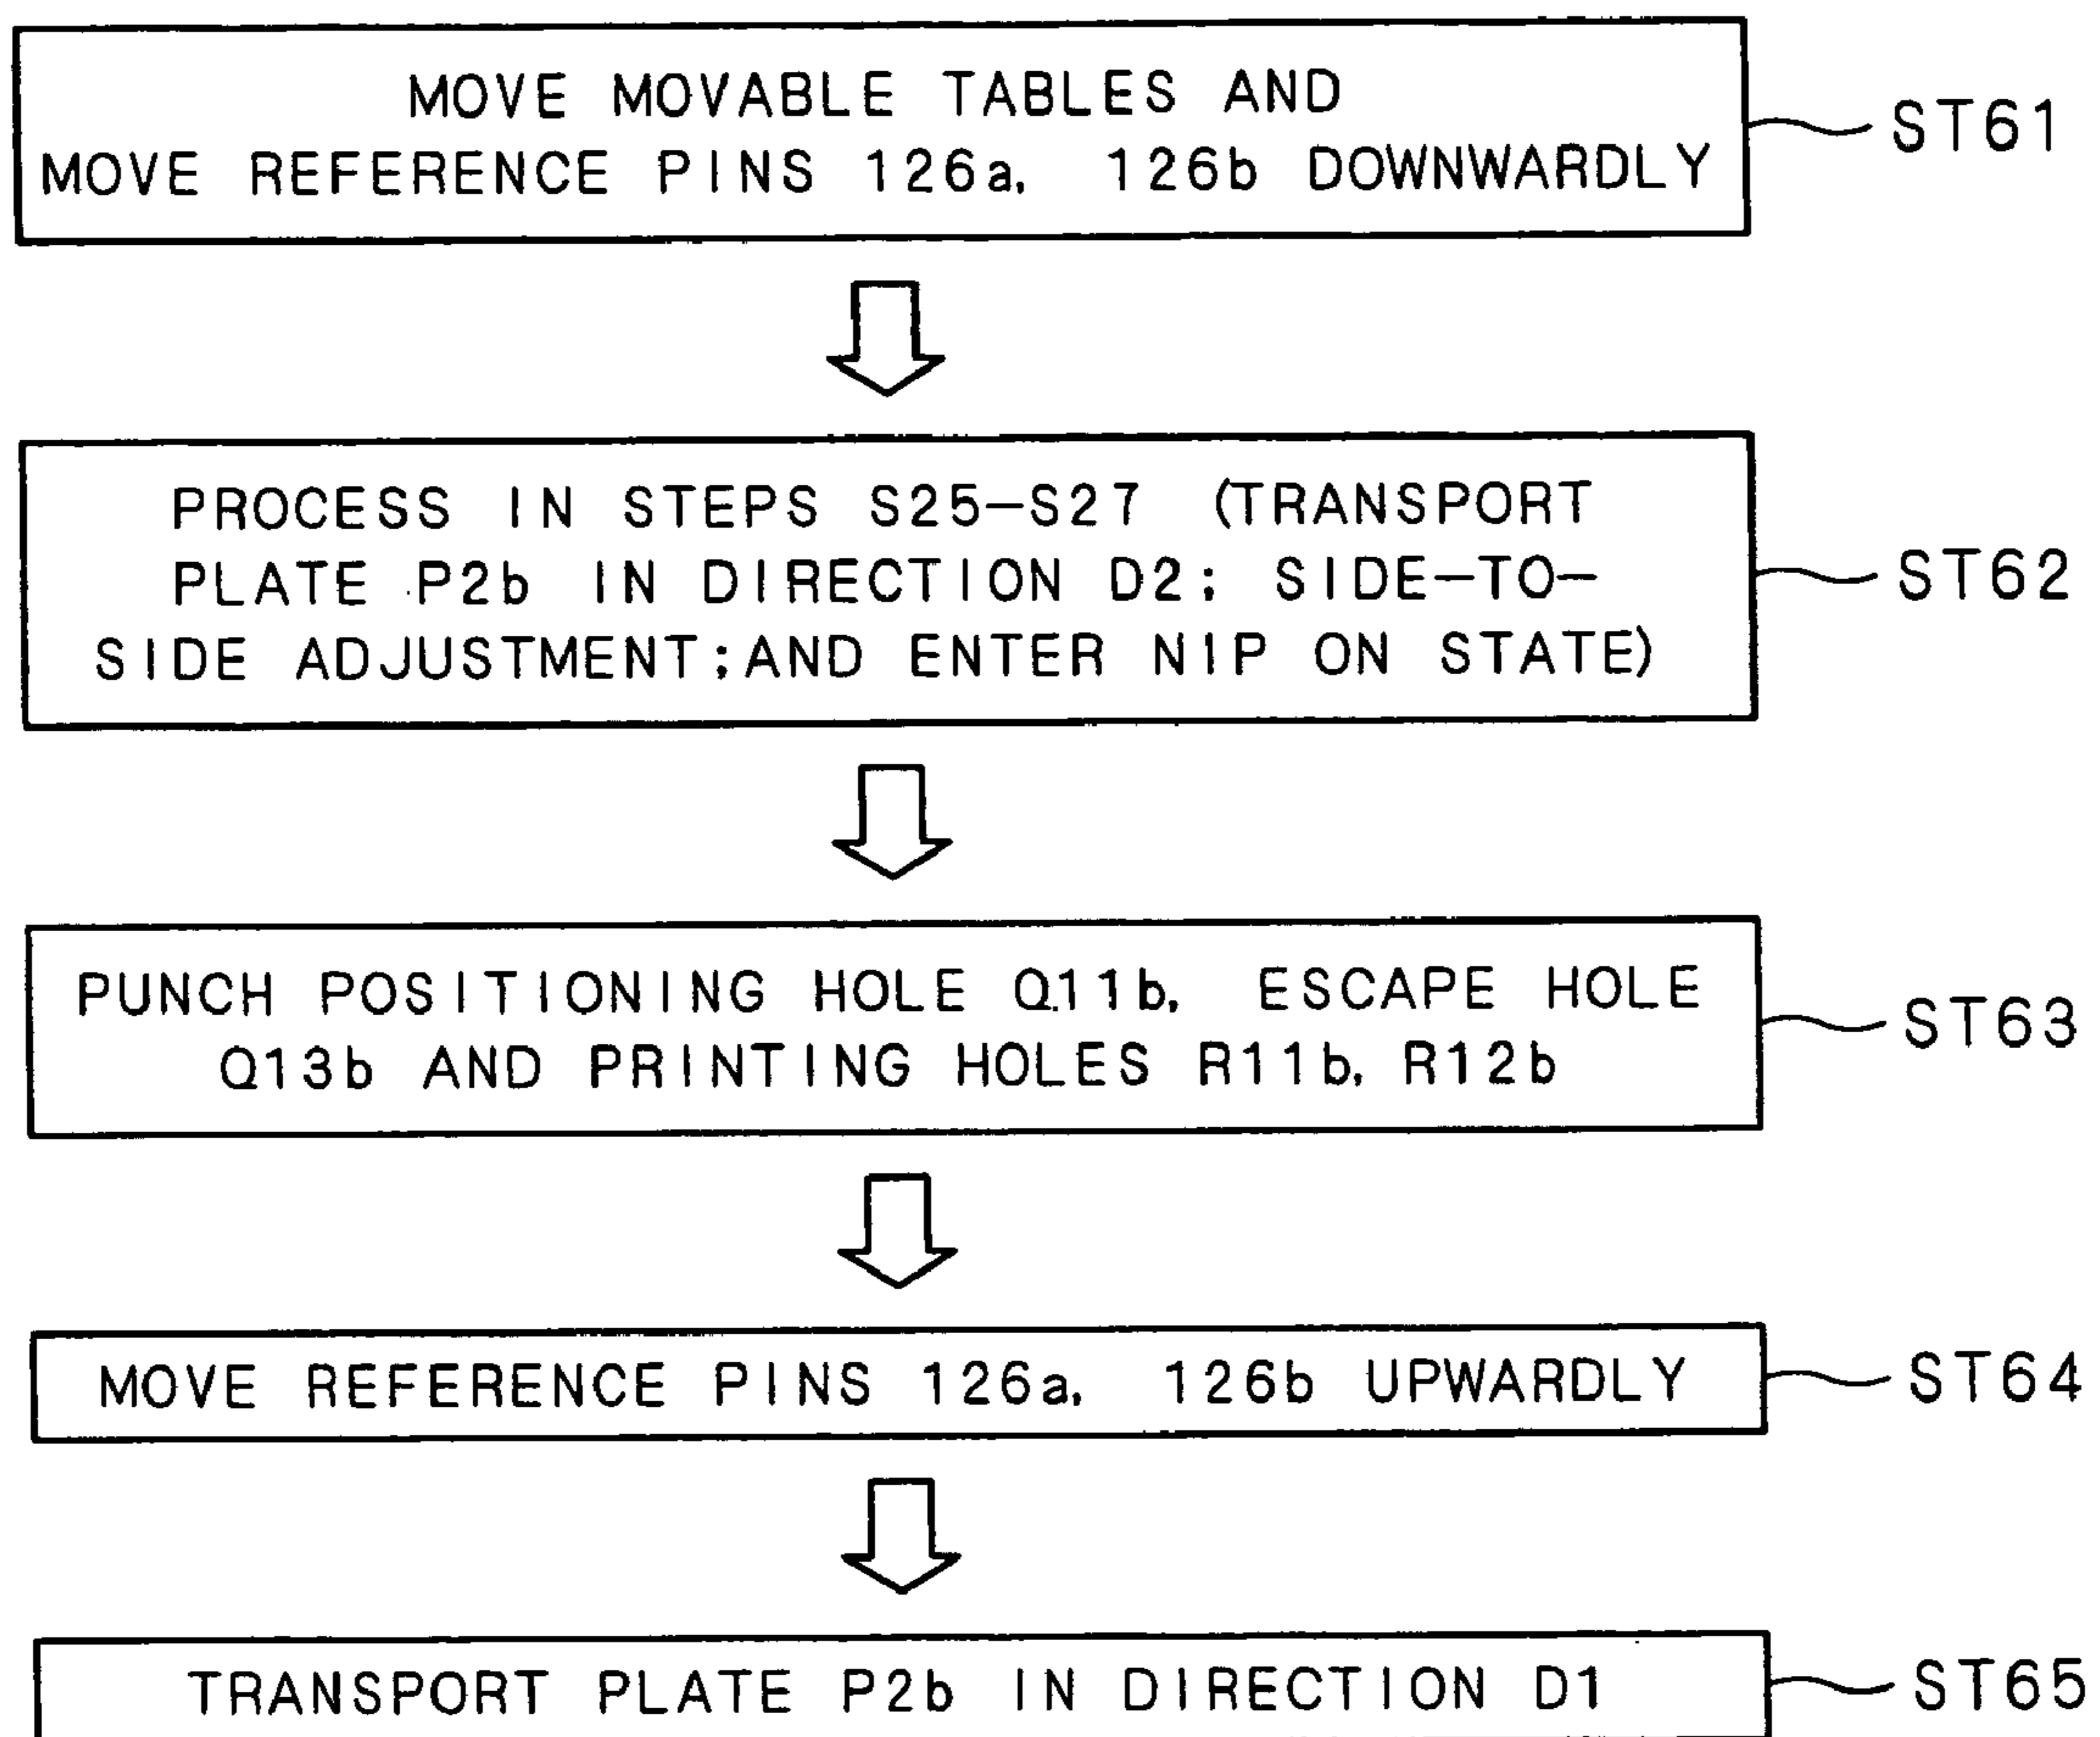 MOVE MOVABLE TABLES AND
MOVE REFERENCE PINS 126a, 126b DOWNWARDLY
ST61
PROCESS IN STEPS S25-S27 (TRANSPORT
PLATE P2b IN DIRECTION D2; SIDE-TO-
SIDE ADJUSTMENT;AND ENTER NIP ON STATE)
ST62
PUNCH POSITIONING HOLE Q11b, ESCAPE HOLE
Q13b AND PRINTING HOLES R11b, R12b
ST63
MOVE REFERENCE PINS 126a, 126b UPWARDLY
ST64
TRANSPORT PLATE P2b IN DIRECTION D1
ST65